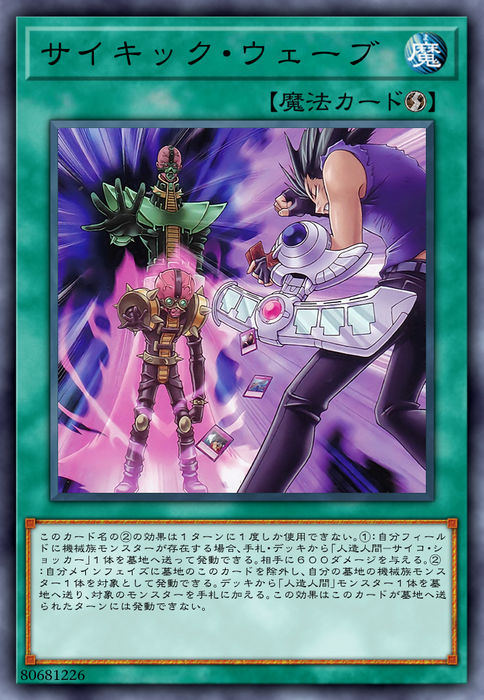 サイキック・ウェーブ
魔
【魔法カード】
このカード名の②の効果は１ターンに１度しか使用できない。①：自分フィール
ドに機械族モンスターが存在する場合、手札・デッキから「人造人間－サイコ・ショ
ッカー」１体を墓地へ送って発動できる。相手に６００ダメージを与える。②
：自分メインフェイズに墓地のこのカードを除外し、自分の墓地の機械族モンス
ター１体を対象として発動できる。デッキから「人造人間」モンスター１体を墓
地へ送り、対象のモンスターを手札に加える。この効果はこのカードが墓地へ送
られたターンには発動できない。
80681226